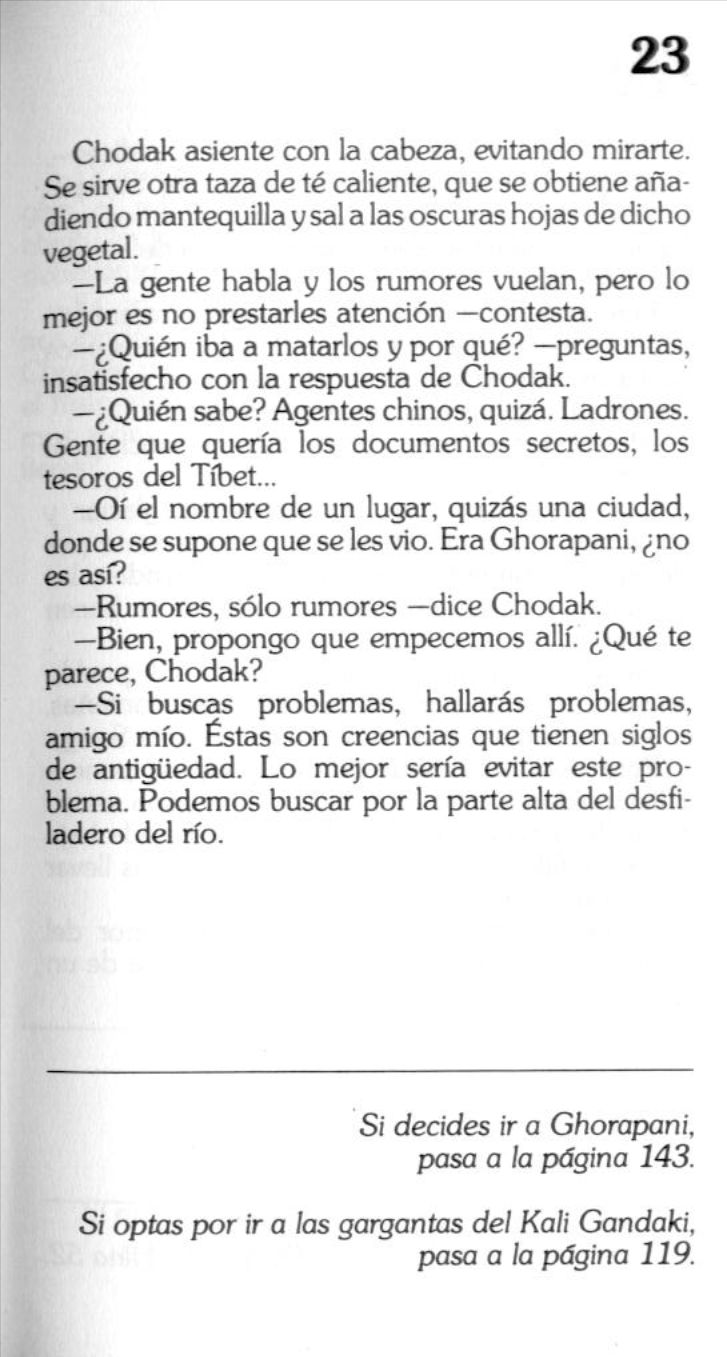 23
Chodak asiente con la cabeza, evitando mirarte.
Se sirve otra taza de té caliente, que se obtiene aña-
diendo mantequilla y sal a las oscuras hojas de dicho
vegetal.
—La gente habla y los rumores vuelan, pero lo
mejor es no prestarles atención —contesta.
—¿Quién iba a matarlos y por qué? —preguntas,
insatisfecho con la respuesta de Chodak.
—¿Quién sabe? Agentes chinos, quizá. Ladrones.
Gente que quería los documentos secretos, los
tesoros del Tíbet...
—Oí el nombre de un lugar, quizás una ciudad,
donde se supone que se les vio. Era Ghorapani, ¿no
es así?
—Rumores, sólo rumores —dice Chodak.
—Bien, propongo que empecemos allí. ¿Qué te
parece, Chodak?
—Si buscas problemas, hallarás problemas,
amigo mío. Éstas son creencias que tienen siglos
de antigüedad. Lo mejor sería evitar este pro-
blema. Podemos buscar por la parte alta del desfi-
ladero del río.
Si decides ir a Ghorapani,
pasa a la página 143.
Si optas por ir a las gargantas del Kali Gandaki,
pasa a la página 119.